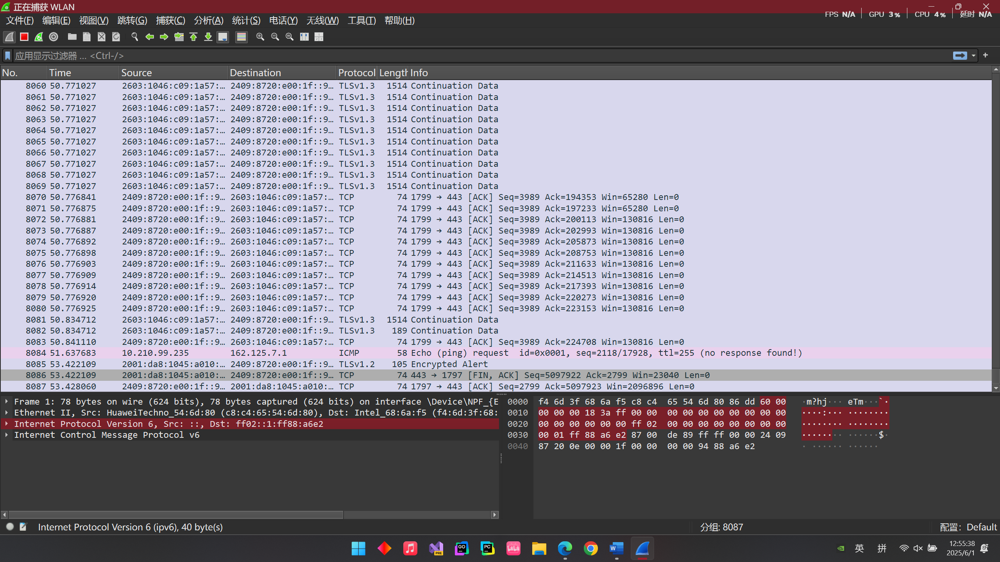 正在捕获 WLAN
FPS N/A GPU 3% CPU 4% 延时 N/A
文件(F) 编辑(E) 视图(V) 跳转(G) 捕获(C) 分析(A) 统计(S) 电话(Y) 无线(W) 工具(T) 帮助(H)
应用显示过滤器 … <Ctrl-/>
No. Time Source Destination Protocol Length Info
8060 50.771027 2603:1046:c09:1a57:… 2409:8720:e00:1f::9… TLSv1.3 1514 Continuation Data
8061 50.771027 2603:1046:c09:1a57:… 2409:8720:e00:1f::9… TLSv1.3 1514 Continuation Data
8062 50.771027 2603:1046:c09:1a57:… 2409:8720:e00:1f::9… TLSv1.3 1514 Continuation Data
8063 50.771027 2603:1046:c09:1a57:… 2409:8720:e00:1f::9… TLSv1.3 1514 Continuation Data
8064 50.771027 2603:1046:c09:1a57:… 2409:8720:e00:1f::9… TLSv1.3 1514 Continuation Data
8065 50.771027 2603:1046:c09:1a57:… 2409:8720:e00:1f::9… TLSv1.3 1514 Continuation Data
8066 50.771027 2603:1046:c09:1a57:… 2409:8720:e00:1f::9… TLSv1.3 1514 Continuation Data
8067 50.771027 2603:1046:c09:1a57:… 2409:8720:e00:1f::9… TLSv1.3 1514 Continuation Data
8068 50.771027 2603:1046:c09:1a57:… 2409:8720:e00:1f::9… TLSv1.3 1514 Continuation Data
8069 50.771027 2603:1046:c09:1a57:… 2409:8720:e00:1f::9… TLSv1.3 1514 Continuation Data
8070 50.776841 2409:8720:e00:1f::9… 2603:1046:c09:1a57:… TCP 74 1799 → 443 [ACK] Seq=3989 Ack=194353 Win=65280 Len=0
8071 50.776875 2409:8720:e00:1f::9… 2603:1046:c09:1a57:… TCP 74 1799 → 443 [ACK] Seq=3989 Ack=197233 Win=65280 Len=0
8072 50.776881 2409:8720:e00:1f::9… 2603:1046:c09:1a57:… TCP 74 1799 → 443 [ACK] Seq=3989 Ack=200113 Win=130816 Len=0
8073 50.776887 2409:8720:e00:1f::9… 2603:1046:c09:1a57:… TCP 74 1799 → 443 [ACK] Seq=3989 Ack=202993 Win=130816 Len=0
8074 50.776892 2409:8720:e00:1f::9… 2603:1046:c09:1a57:… TCP 74 1799 → 443 [ACK] Seq=3989 Ack=205873 Win=130816 Len=0
8075 50.776898 2409:8720:e00:1f::9… 2603:1046:c09:1a57:… TCP 74 1799 → 443 [ACK] Seq=3989 Ack=208753 Win=130816 Len=0
8076 50.776903 2409:8720:e00:1f::9… 2603:1046:c09:1a57:… TCP 74 1799 → 443 [ACK] Seq=3989 Ack=211633 Win=130816 Len=0
8077 50.776909 2409:8720:e00:1f::9… 2603:1046:c09:1a57:… TCP 74 1799 → 443 [ACK] Seq=3989 Ack=214513 Win=130816 Len=0
8078 50.776914 2409:8720:e00:1f::9… 2603:1046:c09:1a57:… TCP 74 1799 → 443 [ACK] Seq=3989 Ack=217393 Win=130816 Len=0
8079 50.776920 2409:8720:e00:1f::9… 2603:1046:c09:1a57:… TCP 74 1799 → 443 [ACK] Seq=3989 Ack=220273 Win=130816 Len=0
8080 50.776925 2409:8720:e00:1f::9… 2603:1046:c09:1a57:… TCP 74 1799 → 443 [ACK] Seq=3989 Ack=223153 Win=130816 Len=0
8081 50.834712 2603:1046:c09:1a57:… 2409:8720:e00:1f::9… TLSv1.3 1514 Continuation Data
8082 50.834712 2603:1046:c09:1a57:… 2409:8720:e00:1f::9… TLSv1.3 189 Continuation Data
8083 50.841110 2409:8720:e00:1f::9… 2603:1046:c09:1a57:… TCP 74 1799 → 443 [ACK] Seq=3989 Ack=224708 Win=130816 Len=0
8084 51.637683 10.210.99.235 162.125.7.1 ICMP 58 Echo (ping) request id=0x0001, seq=2118/17928, ttl=255 (no response found!)
8085 53.422109 2001:da8:1045:a010:… 2409:8720:e00:1f::9… TLSv1.2 105 Encrypted Alert
8086 53.422109 2001:da8:1045:a010:… 2409:8720:e00:1f::9… TCP 74 443 → 1797 [FIN, ACK] Seq=5097922 Ack=2799 Win=23040 Len=0
8087 53.428060 2409:8720:e00:1f::9… 2001:da8:1045:a010:… TCP 74 1797 → 443 [ACK] Seq=2799 Ack=5097923 Win=2096896 Len=0
Frame 1: 78 bytes on wire (624 bits), 78 bytes captured (624 bits) on interface \Device\NPF_{E
Ethernet II, Src: HuaweiTechno_54:6d:80 (c8:c4:65:54:6d:80), Dst: Intel_68:6a:f5 (f4:6d:3f:68:
Internet Protocol Version 6, Src: ::, Dst: ff02::1:ff88:a6e2
Internet Control Message Protocol v6
0000 f4 6d 3f 68 6a f5 c8 c4 65 54 6d 80 86 dd 60 00 ·m?hj··· eTm···`·
0010 00 00 00 18 3a ff 00 00 00 00 00 00 00 00 00 00 ····:··· ········
0020 00 00 00 00 00 00 ff 02 00 00 00 00 00 00 00 00 ········ ········
0030 00 01 ff 88 a6 e2 87 00 de 89 ff ff 00 00 24 09 ········ ······$·
0040 87 20 0e 00 00 1f 00 00 00 00 94 88 a6 e2 · ······ ······
Internet Protocol Version 6 (ipv6), 40 byte(s)
分组: 8087
配置: Default
PRE
GO
PC
bilibili
W
英 拼
12:55:38
2025/6/1